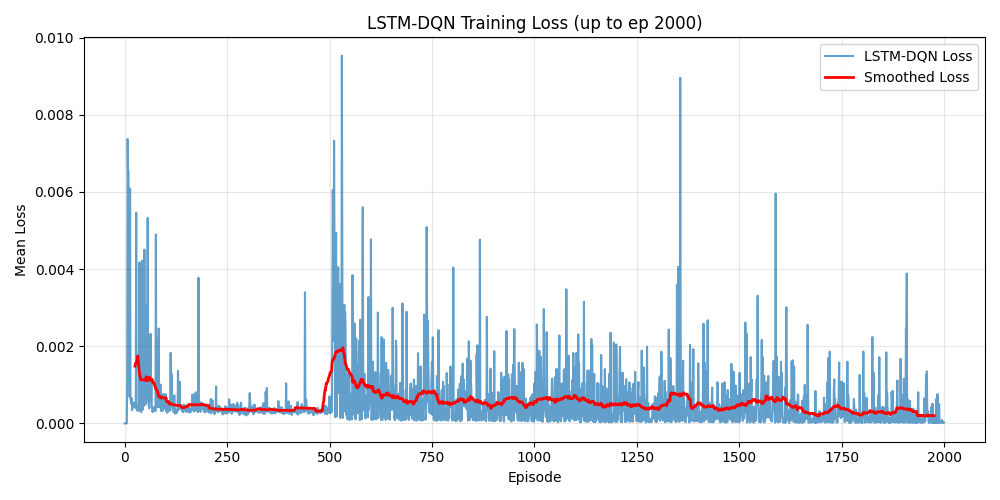 LSTM-DQN Training Loss (up to ep 2000)
LSTM-DQN Loss
Smoothed Loss
Mean Loss
0.010
0.008
0.006
0.004
0.002
0.000
0 250 500 750 1000 1250 1500 1750 2000
Episode